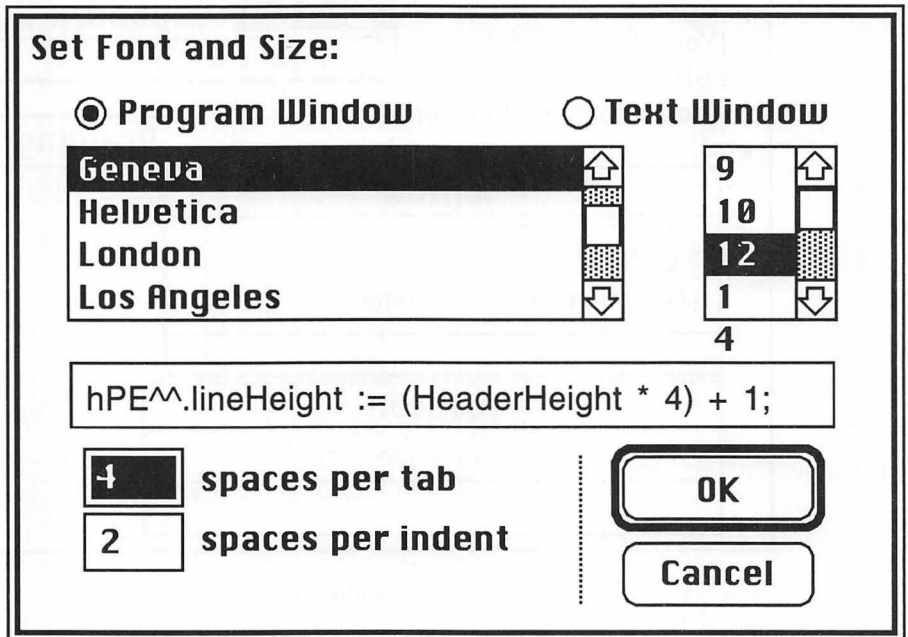 Set Font and Size:
Program Window Text Window
Geneva 9
Helvetica 10
London 12
Los Angeles 1
4
hPE^^.lineHeight := (HeaderHeight * 4) + 1;
4 spaces per tab OK
2 spaces per indent
Cancel